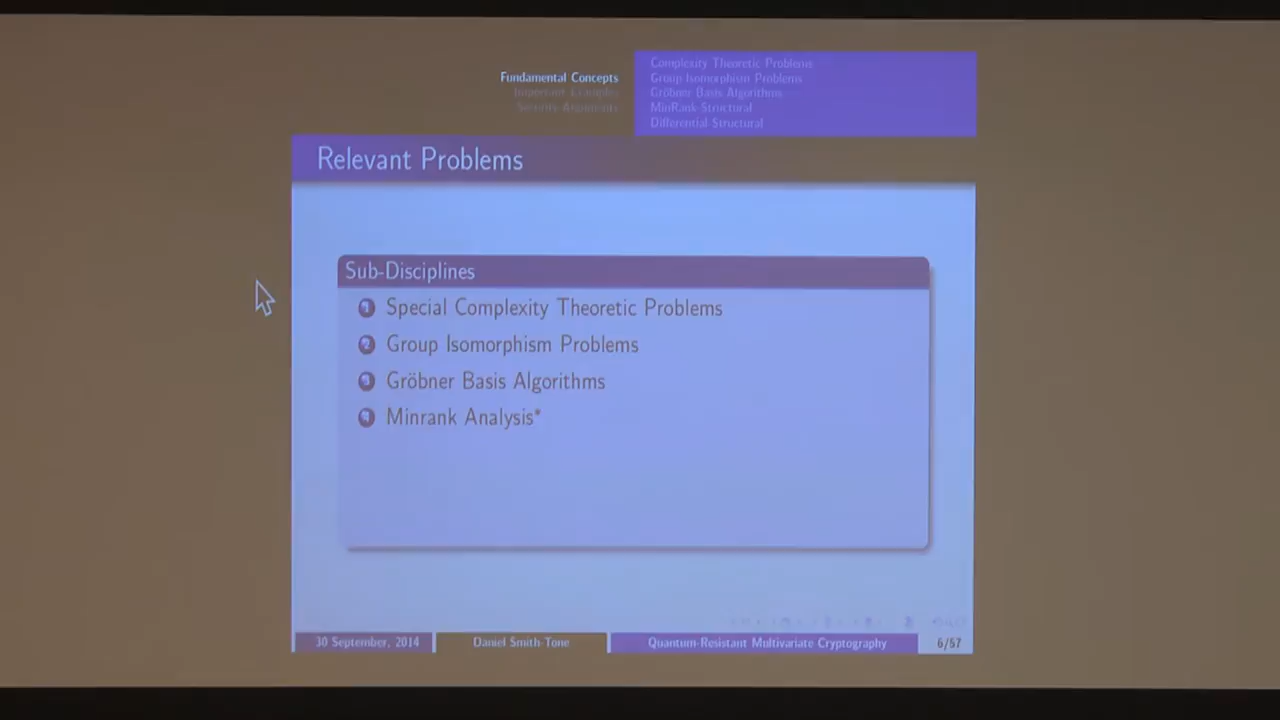 Fundamental Concepts
Important Examples
Security Arguments
Complexity Theoretic Problems
Group Isomorphism Problems
Gröbner Basis Algorithms
MinRank Structural
Differential Structural
Relevant Problems
Sub-Disciplines
1 Special Complexity Theoretic Problems
2 Group Isomorphism Problems
3 Gröbner Basis Algorithms
4 Minrank Analysis*
30 September, 2014
Daniel Smith-Tone
Quantum-Resistant Multivariate Cryptography
6/57